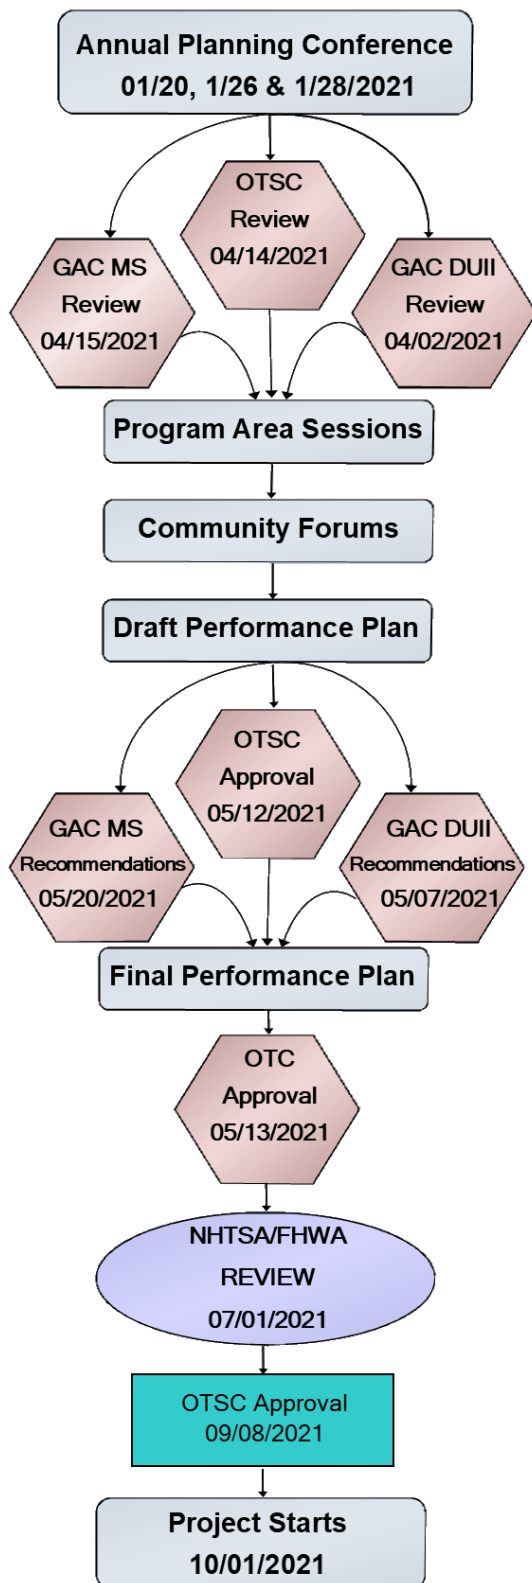 Annual Planning Conference
01/20, 1/26 & 1/28/2021
OTSC
Review
04/14/2021
GAC MS
Review
04/15/2021
GAC DUII
Review
04/02/2021
Program Area Sessions
Community Forums
Draft Performance Plan
OTSC
Approval
05/12/2021
GAC MS
Recommendations
05/20/2021
GAC DUII
Recommendations
05/07/2021
Final Performance Plan
OTC
Approval
05/13/2021
NHTSA/FHWA
REVIEW
07/01/2021
OTSC Approval
09/08/2021
Project Starts
10/01/2021